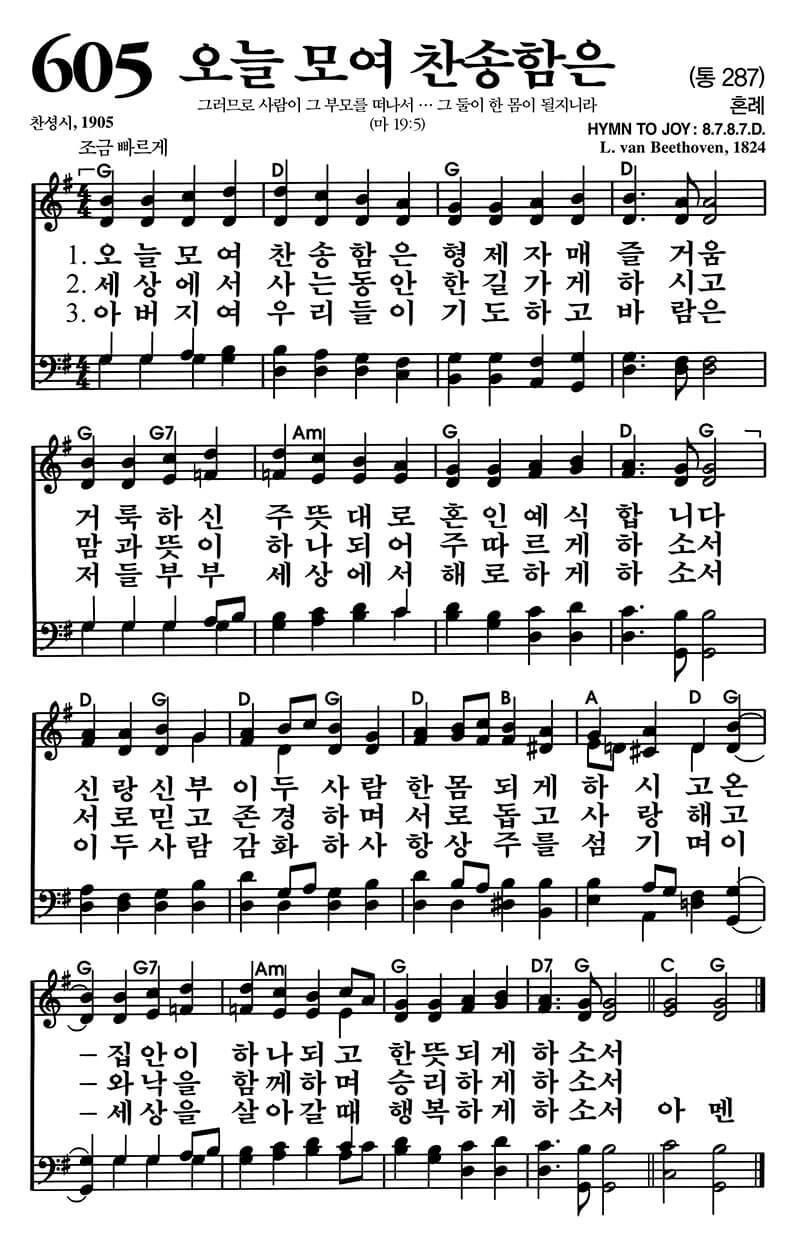 605 오늘 모여 찬송함은 (통 287)
그러므로 사람이 그 부모를 떠나서 … 그 둘이 한 몸이 될지니라 혼례
찬셩시, 1905 (마 19:5) HYMN TO JOY : 8.7.8.7.D.
조금 빠르게 L. van Beethoven, 1824
G D G D
4 4
1. 오 늘 모 여 찬 송 함 은 형 제 자 매 즐 거 움
2. 세 상 에 서 사 는 동 안 한 길 가 게 하 시 고
3. 아 버 지 여 우 리 들 이 기 도 하 고 바 람 은
4 4
G G7 Am G D G
거 룩 하 신 주 뜻 대 로 혼 인 예 식 합 니 다
맘 과 뜻 이 하 나 되 어 주 따 르 게 하 소 서
저 들 부 부 세 상 에 서 해 로 하 게 하 소 서
D G D G D B A D G
신 랑 신 부 이 두 사 람 한 몸 되 게 하 시 고 온
서 로 믿 고 존 경 하 며 서 로 돕 고 사 랑 해 고
이 두 사 람 감 화 하 사 항 상 주 를 섬 기 며 이
G G7 Am G D7 G C G
– 집 안 이 하 나 되 고 한 뜻 되 게 하 소 서
– 와 낙 을 함 께 하 며 승 리 하 게 하 소 서
– 세 상 을 살 아 갈 때 행 복 하 게 하 소 서 아 멘